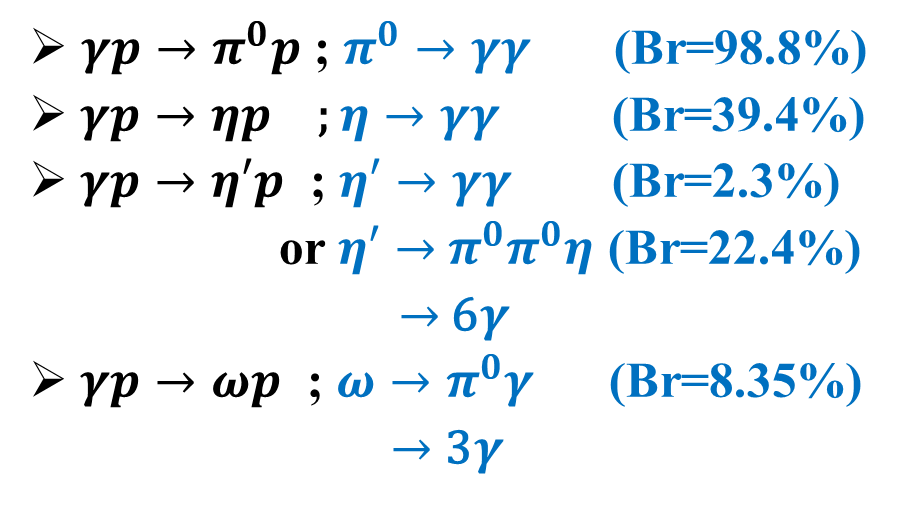 ➢ γp → π⁰p ; π⁰ → γγ (Br=98.8%)
➢ γp → ηp ; η → γγ (Br=39.4%)
➢ γp → η′p ; η′ → γγ (Br=2.3%)
or η′ → π⁰π⁰η (Br=22.4%)
→ 6γ
➢ γp → ωp ; ω → π⁰γ (Br=8.35%)
→ 3γ